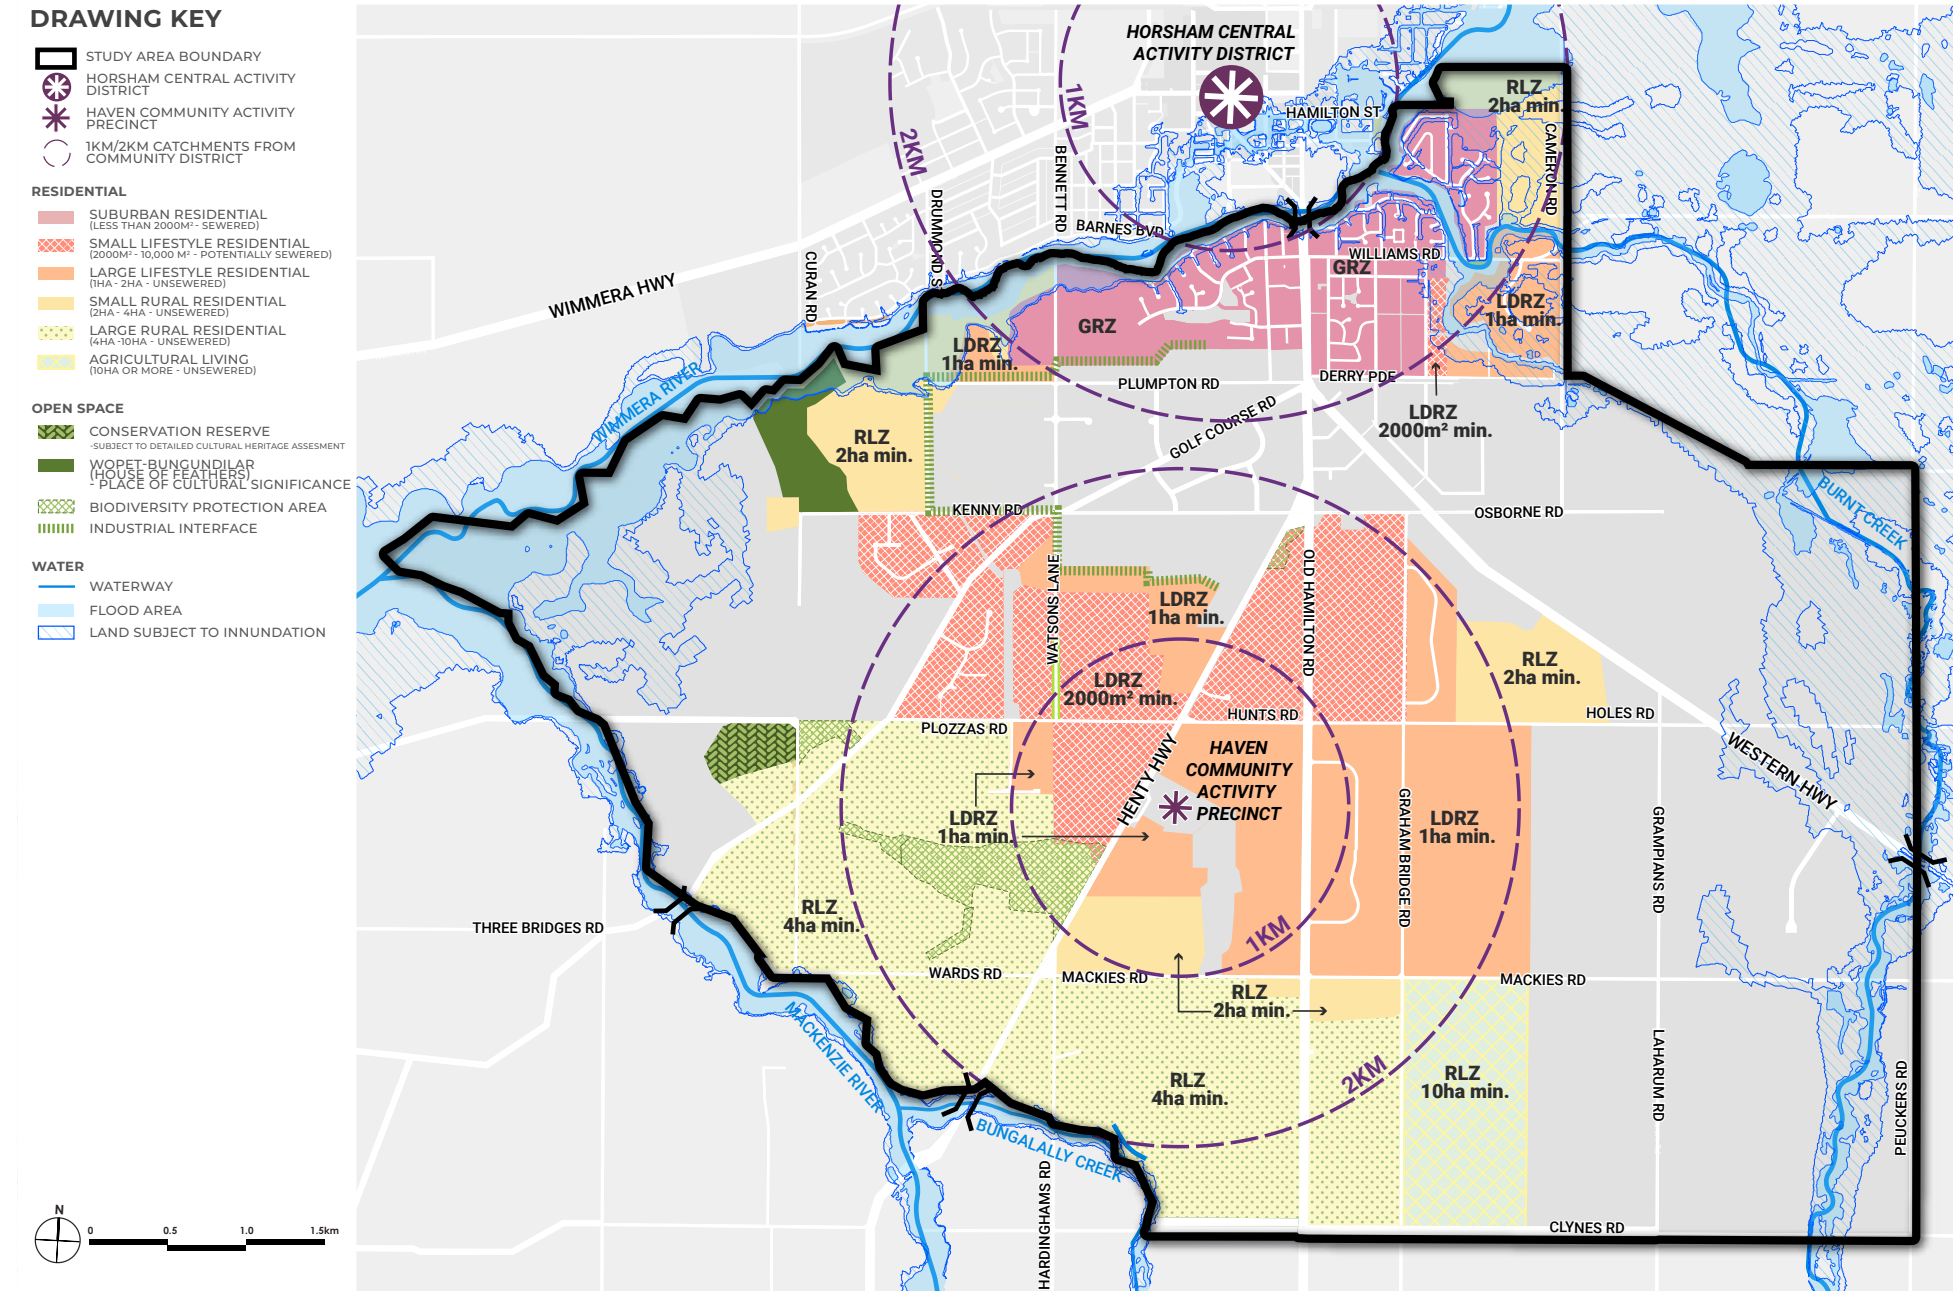 DRAWING KEY
STUDY AREA BOUNDARY
HORSHAM CENTRAL ACTIVITY
DISTRICT
HAVEN COMMUNITY ACTIVITY
PRECINCT
1KM/2KM CATCHMENTS FROM
COMMUNITY DISTRICT
RESIDENTIAL
SUBURBAN RESIDENTIAL
(LESS THAN 2000M² - SEWERED)
SMALL LIFESTYLE RESIDENTIAL
(2000M² - 10,000 M² - POTENTIALLY SEWERED)
LARGE LIFESTYLE RESIDENTIAL
(1HA - 2HA - UNSEWERED)
SMALL RURAL RESIDENTIAL
(2HA - 4HA - UNSEWERED)
LARGE RURAL RESIDENTIAL
(4HA -10HA - UNSEWERED)
AGRICULTURAL LIVING
(10HA OR MORE - UNSEWERED)
OPEN SPACE
CONSERVATION RESERVE
-SUBJECT TO DETAILED CULTURAL HERITAGE ASSESMENT
WOPET-BUNGUNDILAR
(HOUSE OF FEATHERS)
- PLACE OF CULTURAL SIGNIFICANCE
BIODIVERSITY PROTECTION AREA
INDUSTRIAL INTERFACE
WATER
WATERWAY
FLOOD AREA
LAND SUBJECT TO INNUNDATION
N
0 0.5 1.0 1.5km
HORSHAM CENTRAL
ACTIVITY DISTRICT
1KM
2KM
HAMILTON ST
RLZ
2ha min.
CAMERON RD
BENNETT RD
DRUMMOND ST
BARNES BVD
CURAN RD
WIMMERA HWY
WILLIAMS RD
GRZ
GRZ
LDRZ
1ha min.
LDRZ
1ha min.
PLUMPTON RD
DERRY PDE
WIMMERA RIVER
GOLF COURSE RD
LDRZ
2000m² min.
RLZ
2ha min.
BURNT CREEK
KENNY RD
OSBORNE RD
WATSONS LANE
OLD HAMILTON RD
LDRZ
1ha min.
RLZ
2ha min.
LDRZ
2000m² min.
HUNTS RD
HOLES RD
PLOZZAS RD
HENTY HWY
HAVEN
COMMUNITY
ACTIVITY
PRECINCT
WESTERN HWY
LDRZ
1ha min.
GRAHAM BRIDGE RD
LDRZ
1ha min.
GRAMPIANS RD
RLZ
4ha min.
THREE BRIDGES RD
1KM
WARDS RD
MACKIES RD
MACKIES RD
RLZ
2ha min.
MACKENZIE RIVER
2KM
RLZ
4ha min.
RLZ
10ha min.
LAHARUM RD
PEUCKERS RD
BUNGALALLY CREEK
HARDINGHAMS RD
CLYNES RD